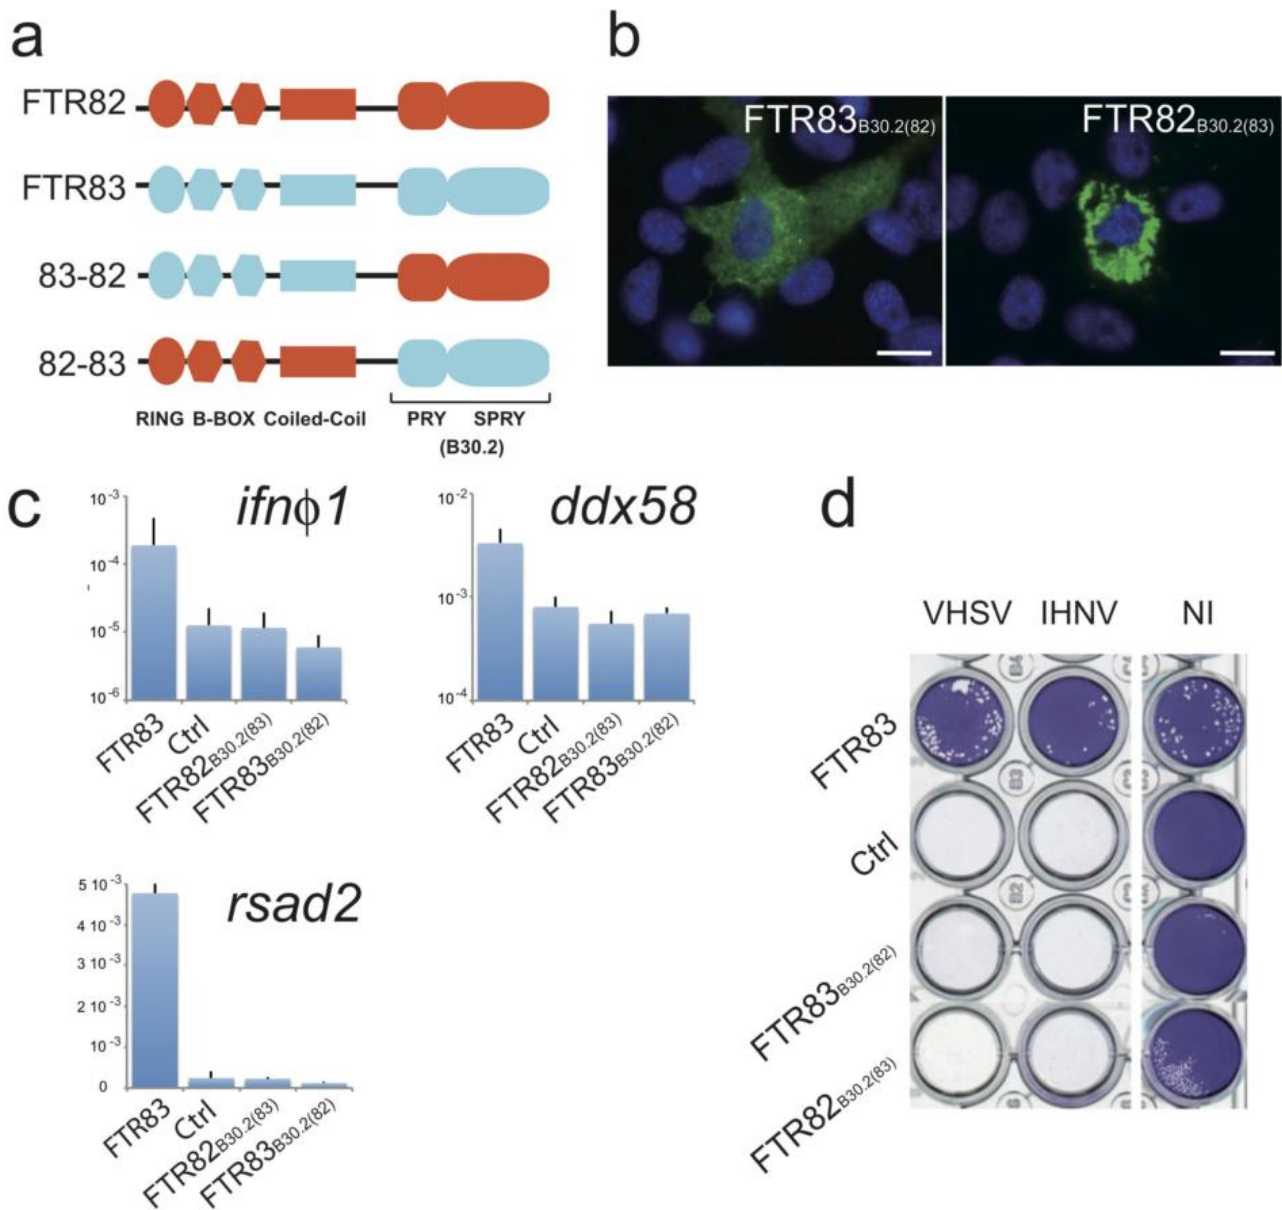 a
FTR82
FTR83
83-82
82-83
RING B-BOX Coiled-Coil PRY SPRY
(B30.2)
b
FTR83B30.2(82)
FTR82B30.2(83)
c
ifnϕ1
10-3
10-4
10-5
10-6
FTR83
Ctrl
FTR82B30.2(83)
FTR83B30.2(82)
ddx58
10-2
10-3
10-4
FTR83
Ctrl
FTR82B30.2(83)
FTR83B30.2(82)
rsad2
5 10-3
4 10-3
3 10-3
2 10-3
10-3
0
FTR83
Ctrl
FTR82B30.2(83)
FTR83B30.2(82)
d
VHSV IHNV NI
FTR83
Ctrl
FTR83B30.2(82)
FTR82B30.2(83)
B4
B3
B2